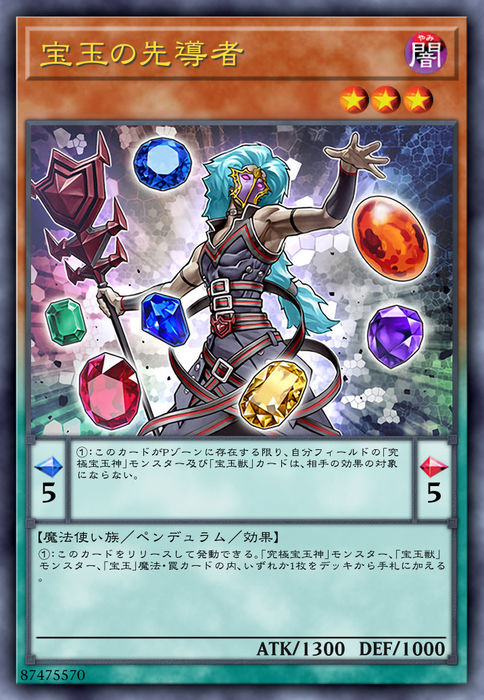 宝玉の先導者
やみ
闇
①：このカードがPゾーンに存在する限り、自分フィールドの「究
極宝玉神」モンスター及び「宝玉獣」カードは、相手の効果の対象
にならない。
5
5
【魔法使い族／ペンデュラム／効果】
①：このカードをリリースして発動できる。「究極宝玉神」モンスター、「宝玉獣」
モンスター、「宝玉」魔法・罠カードの内、いずれか1枚をデッキから手札に加える
。
ATK/1300 DEF/1000
87475570